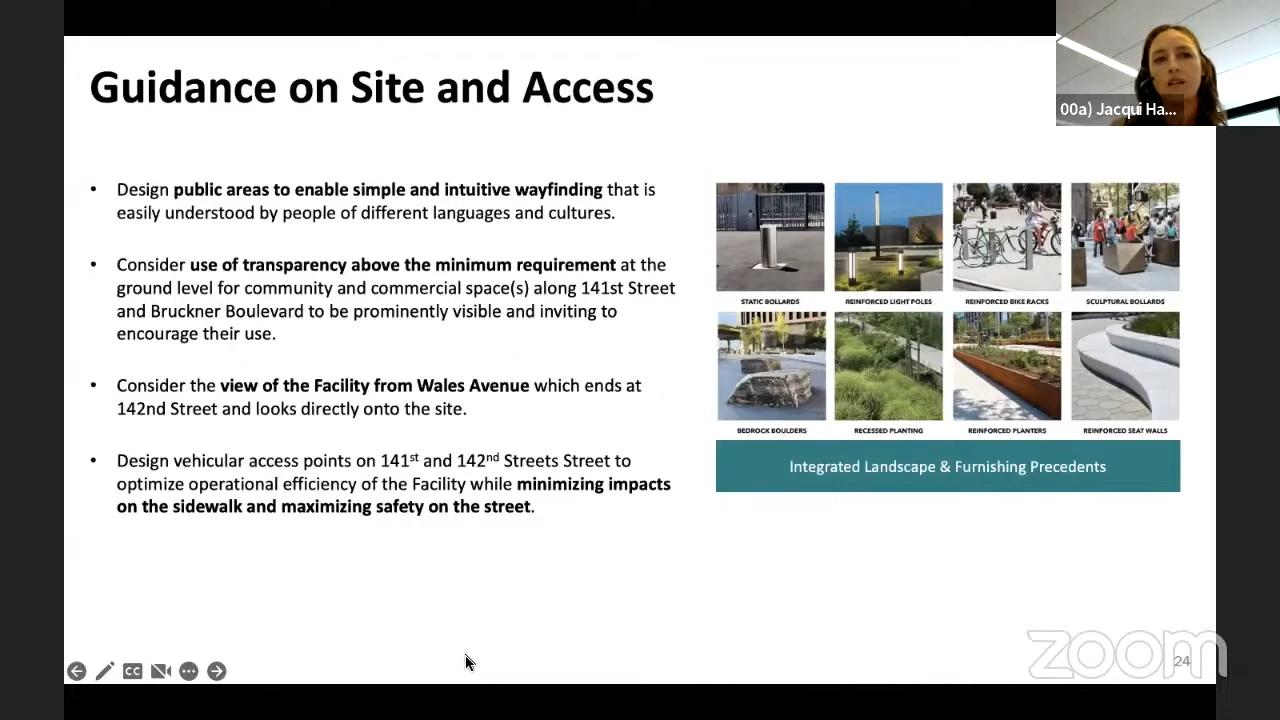 Guidance on Site and Access
00a) Jacqui Ha...
• Design public areas to enable simple and intuitive wayfinding that is
easily understood by people of different languages and cultures.
• Consider use of transparency above the minimum requirement at the
ground level for community and commercial space(s) along 141st Street
and Bruckner Boulevard to be prominently visible and inviting to
encourage their use.
• Consider the view of the Facility from Wales Avenue which ends at
142nd Street and looks directly onto the site.
• Design vehicular access points on 141st and 142nd Streets Street to
optimize operational efficiency of the Facility while minimizing impacts
on the sidewalk and maximizing safety on the street.
STATIC BOLLARDS
REINFORCED LIGHT POLES
REINFORCED BIKE RACKS
SCULPTURAL BOLLARDS
BEDROCK BOULDERS
RECESSED PLANTING
REINFORCED PLANTERS
REINFORCED SEAT WALLS
Integrated Landscape & Furnishing Precedents
CC
zoom
24